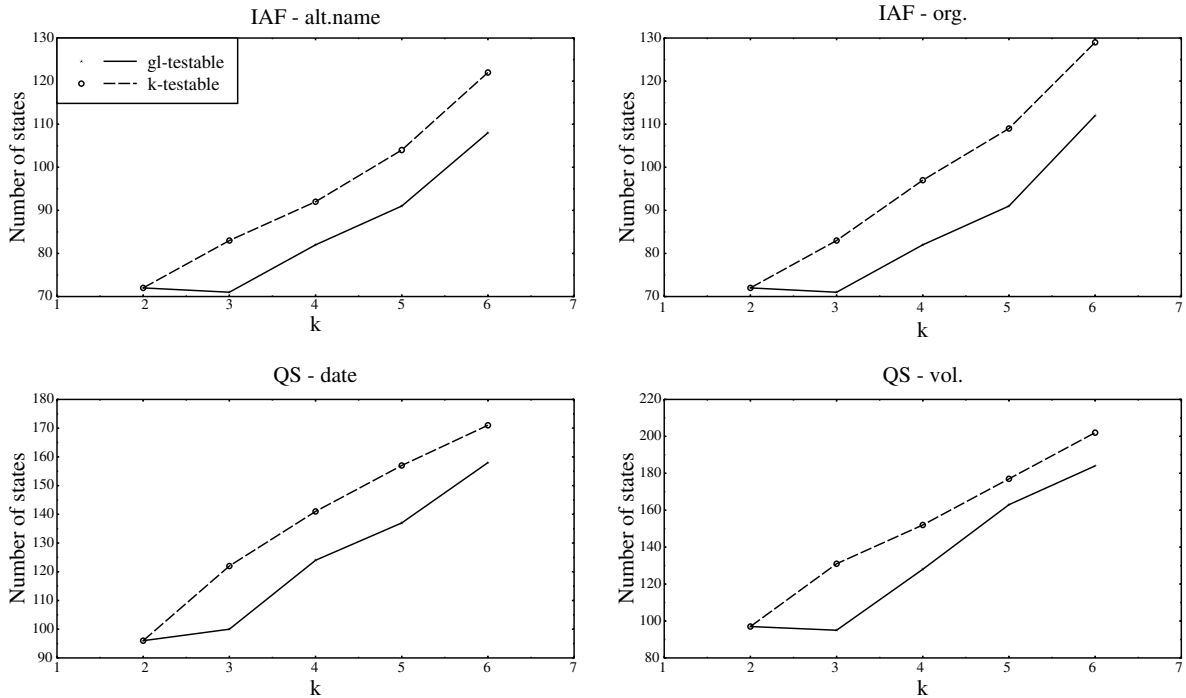 IAF - alt.name
130
120
110
100
90
80
70
Number of states
gl-testable
k-testable
1 2 3 4 5 6 7
k
IAF - org.
130
120
110
100
90
80
70
Number of states
1 2 3 4 5 6 7
k
QS - date
180
170
160
150
140
130
120
110
100
90
Number of states
1 2 3 4 5 6 7
k
QS - vol.
220
200
180
160
140
120
100
80
Number of states
1 2 3 4 5 6 7
k